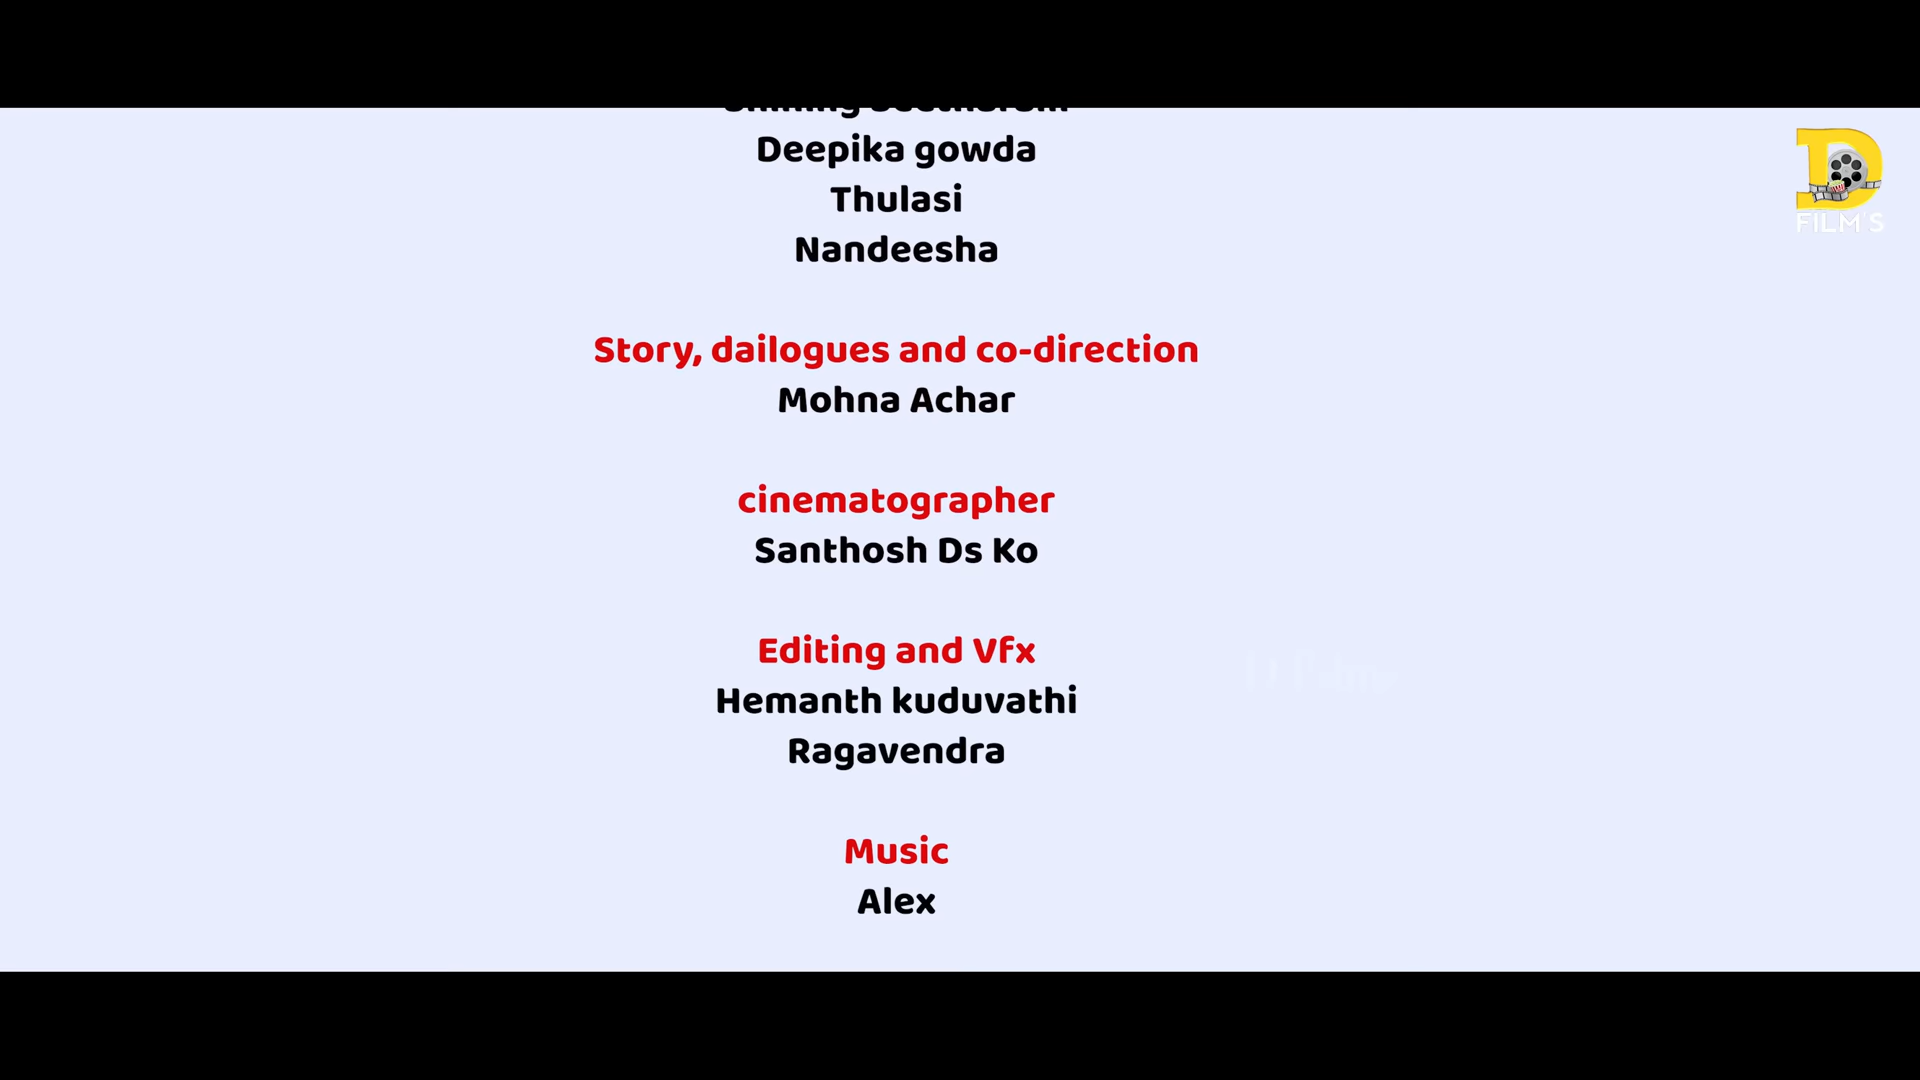 Deepika gowda
Thulasi
Nandeesha
Story, dailogues and co-direction
Mohna Achar
cinematographer
Santhosh Ds Ko
Editing and Vfx
Hemanth kuduvathi
Ragavendra
Music
Alex
D
FILM'S